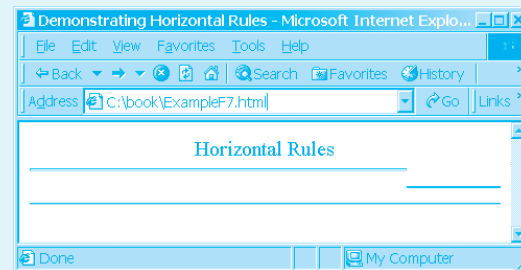 Demonstrating Horizontal Rules - Microsoft Internet Explo...
File Edit View Favorites Tools Help
Back Search Favorites History
Address C:\book\ExampleF7.html Go Links
Horizontal Rules
Done My Computer